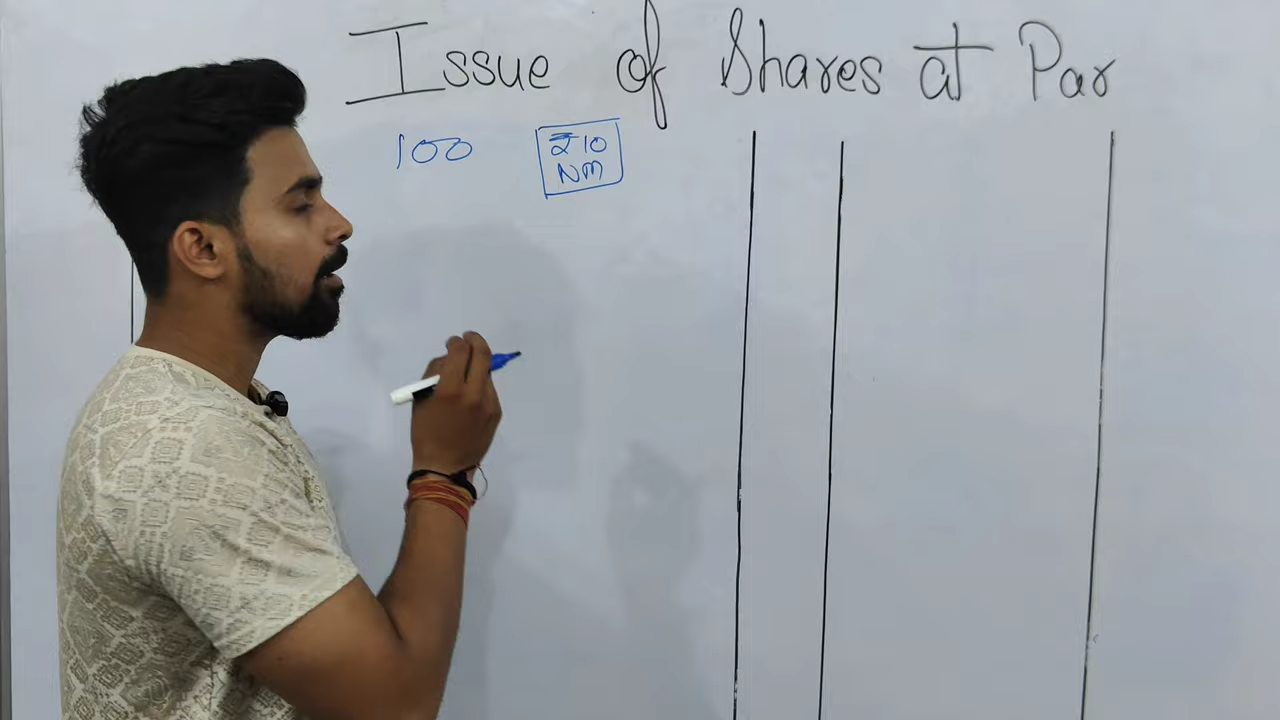 Issue of Shares at Par
100
₹10
NM